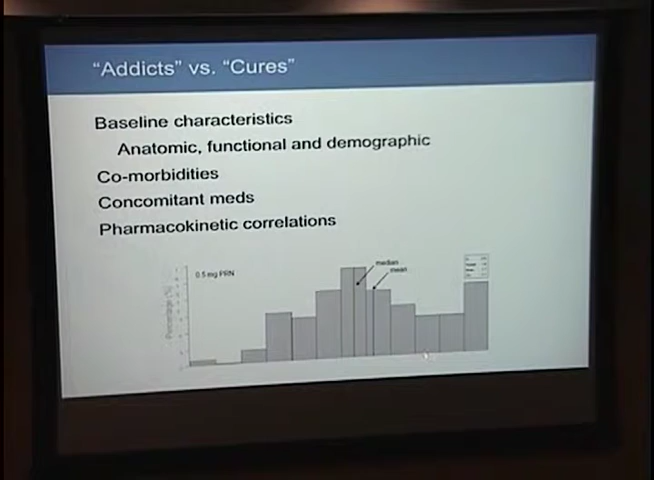 “Addicts” vs. “Cures”
Baseline characteristics
Anatomic, functional and demographic
Co-morbidities
Concomitant meds
Pharmacokinetic correlations
0.5 mg PRN
median
mean
Percentage (%)